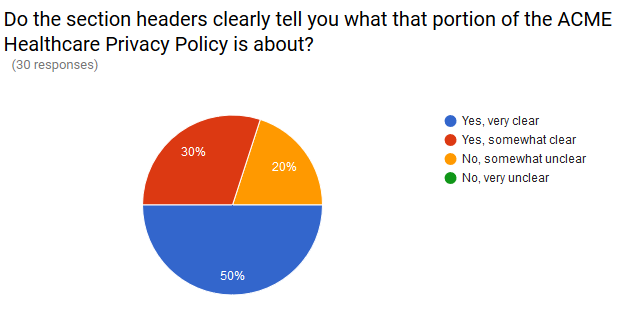 Do the section headers clearly tell you what that portion of the ACME
Healthcare Privacy Policy is about?
(30 responses)
30%
20%
50%
Yes, very clear
Yes, somewhat clear
No, somewhat unclear
No, very unclear